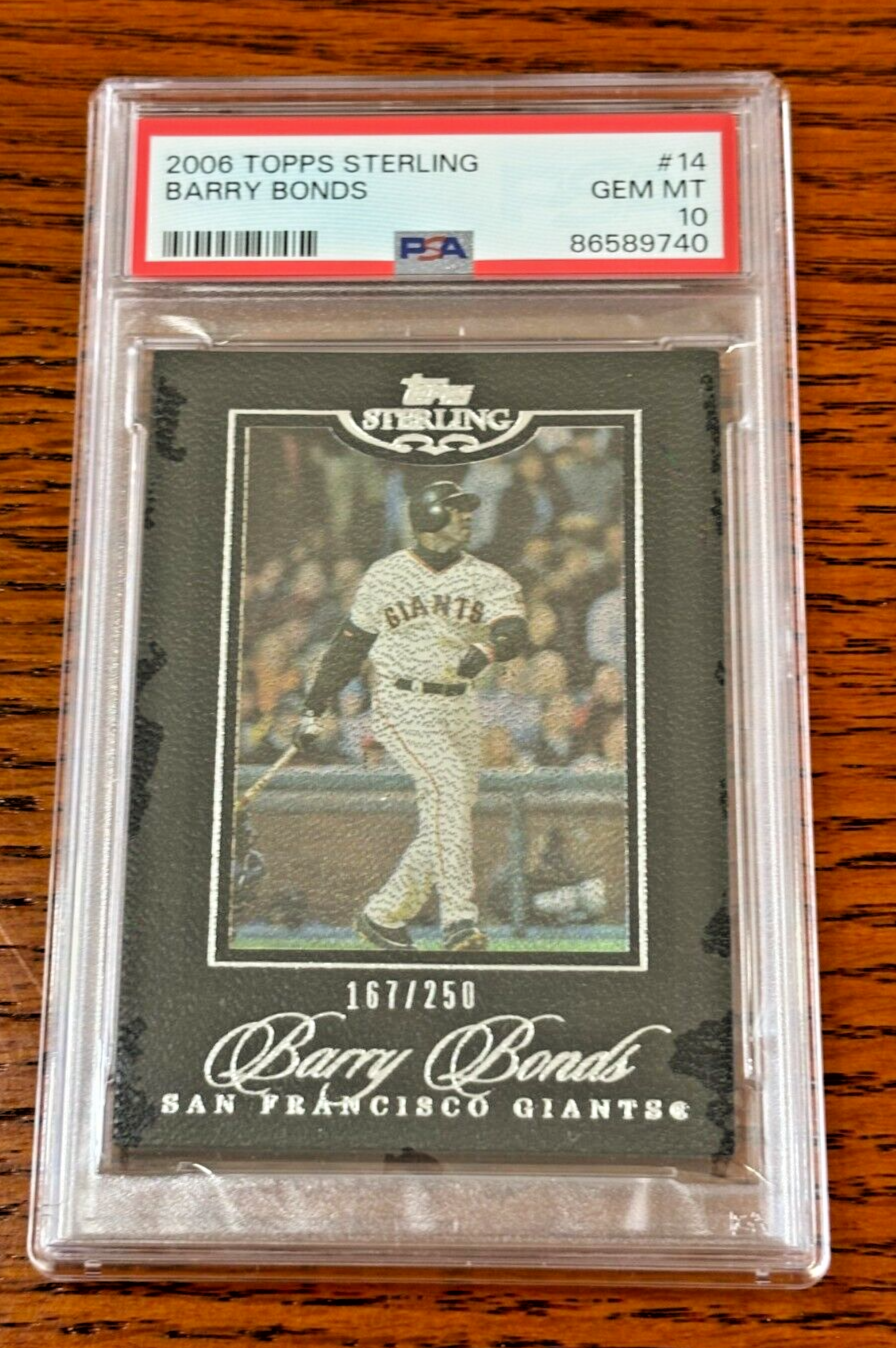 2006 TOPPS STERLING #14
BARRY BONDS GEM MT
10
PSA 86589740
Topps
STERLING
GIANTS
167/250
Barry Bonds
SAN FRANCISCO GIANTS